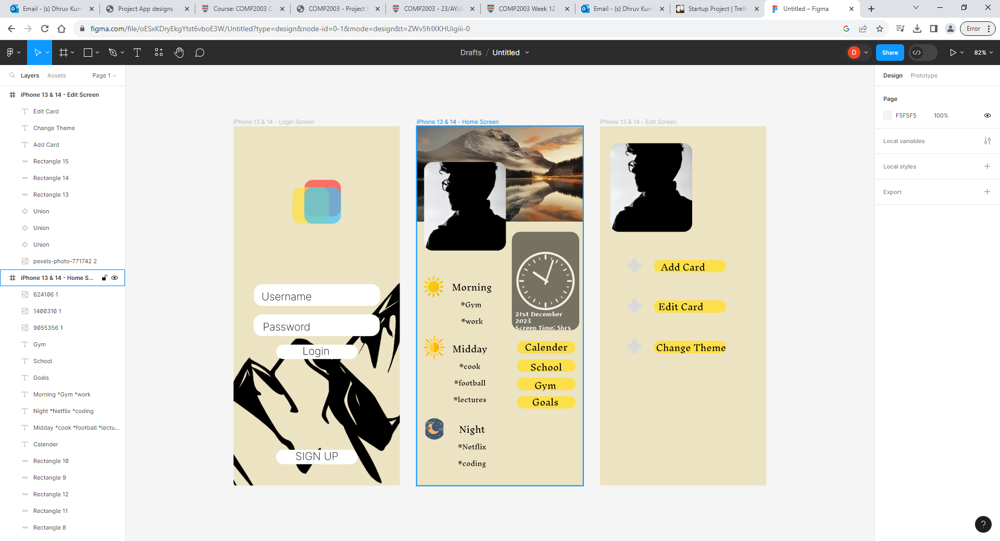 Email - (s) Dhruv Kum
Project App designs -
Course: COMP2003 C
COMP2003 - Project F
COMP2003 - 23/AY/A
COMP2003 Week 12
Email - (s) Dhruv Kum
Startup Project | Trello
Untitled – Figma
figma.com/file/oESxKDryEkgYtst6vboE3W/Untitled?type=design&node-id=0-1&mode=design&t=ZWv5frlXKHUigiii-0
Error
Drafts / Untitled
D
Share
82%
Layers
Assets
Page 1
iPhone 13 & 14 - Edit Screen
Edit Card
Change Theme
Add Card
Rectangle 15
Rectangle 14
Rectangle 13
Union
Union
Union
pexels-photo-771742 2
iPhone 13 & 14 - Home S...
624106 1
1400310 1
9055356 1
Gym
School
Goals
Morning *Gym *work
Night *Netflix *coding
Midday *cook *football *lectu...
Calender
Rectangle 10
Rectangle 9
Rectangle 12
Rectangle 11
Rectangle 8
iPhone 13 & 14 - Login Screen
Username
Password
Login
SIGN UP
iPhone 13 & 14 - Home Screen
Morning
*Gym
*work
Midday
*cook
*football
*lectures
Night
*Netflix
*coding
21st December
2023
Screen Time: 5hrs
Calender
School
Gym
Goals
iPhone 13 & 14 - Edit Screen
Add Card
Edit Card
Change Theme
Design
Prototype
Page
F5F5F5
100%
Local variables
Local styles
Export
?